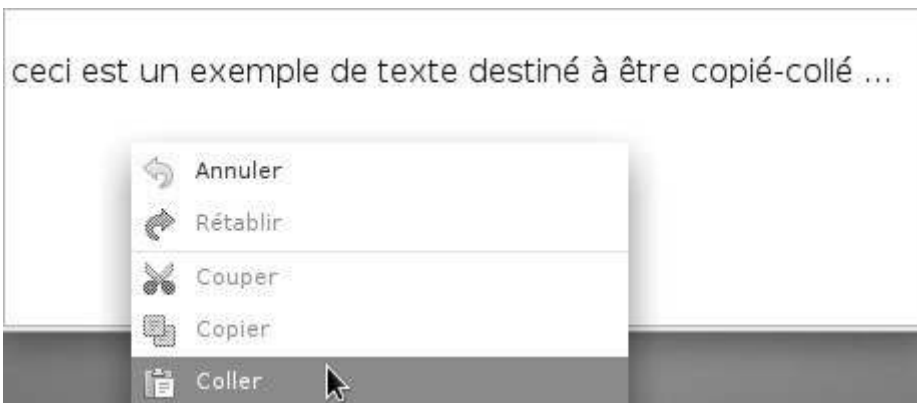 ceci est un exemple de texte destiné à être copié-collé ...
Annuler
Rétablir
Couper
Copier
Coller